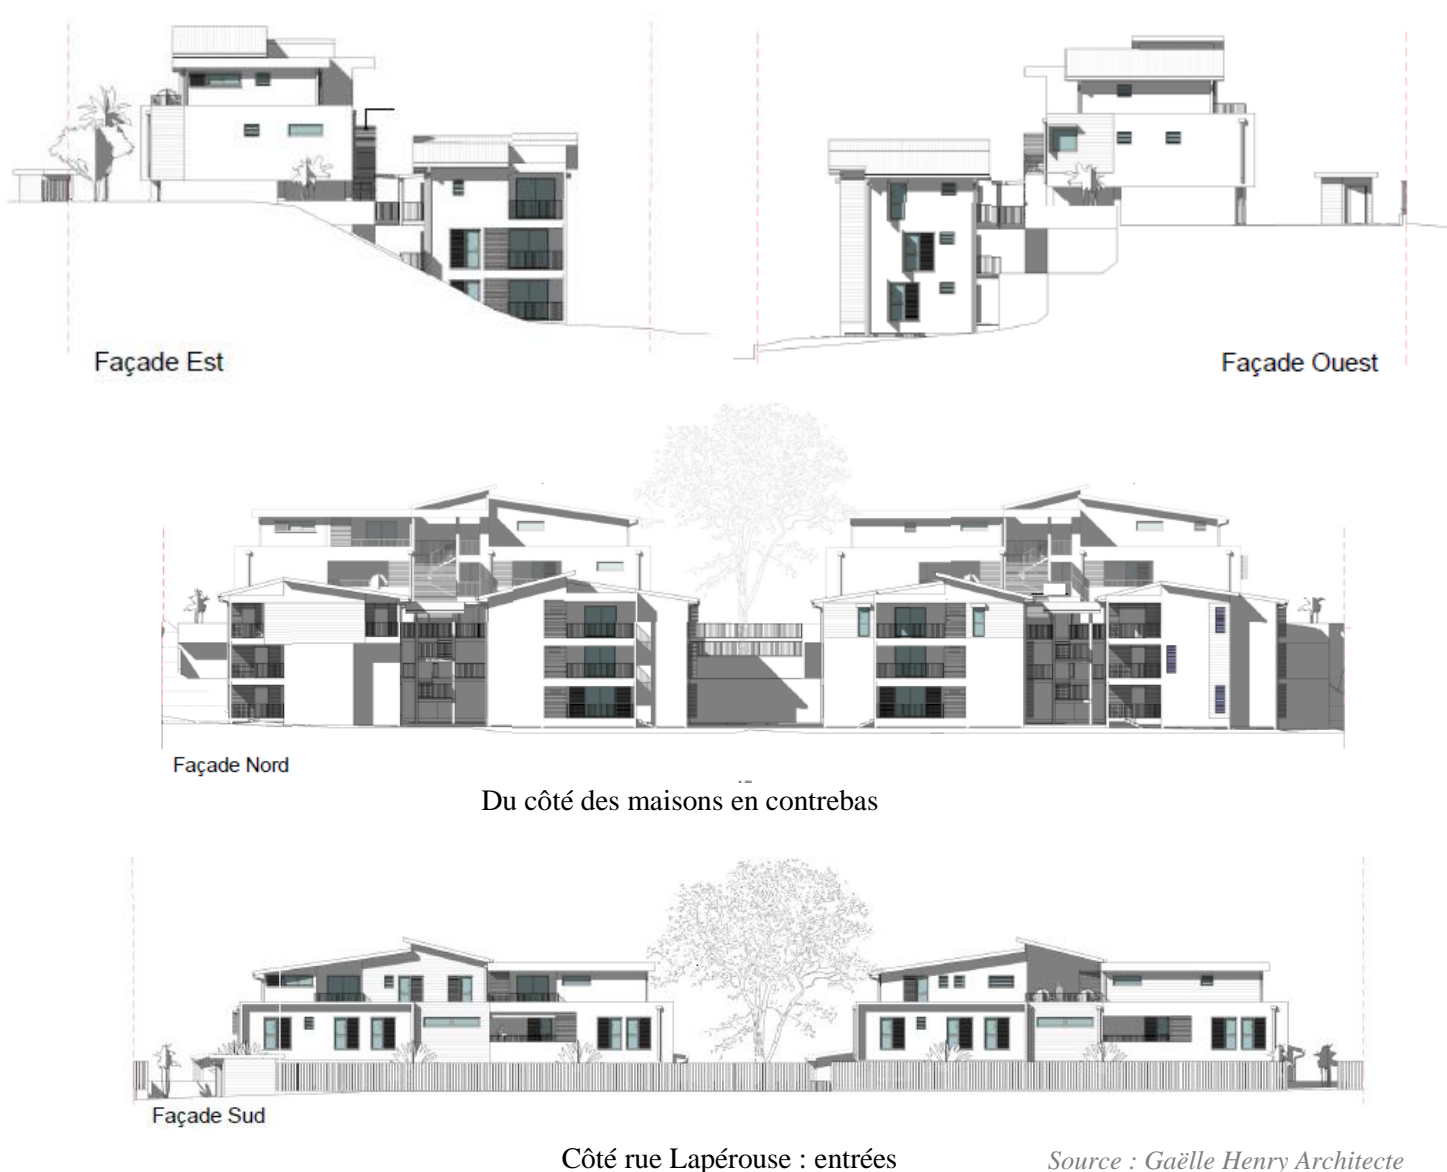 Façade Est
Façade Ouest
Façade Nord
Du côté des maisons en contrebas
Façade Sud
Côté rue Lapérouse : entrées
Source : Gaëlle Henry Architecte